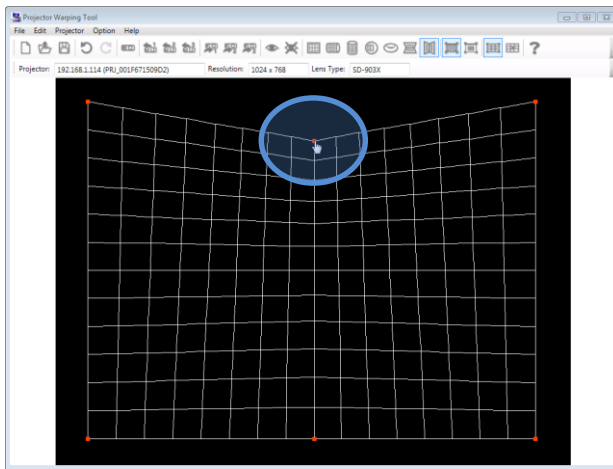 Projector Warping Tool
File Edit Projector Option Help
Projector: 192.168.1.114 (PRJ_001F671509D2) Resolution: 1024 x 768 Lens Type: SD-903X